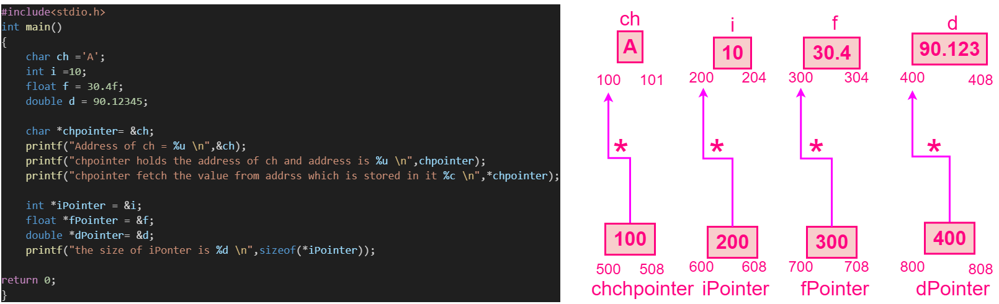 #include<stdio.h>
int main()
{
    char ch ='A';
    int i =10;
    float f = 30.4f;
    double d = 90.12345;

    char *chpointer= &ch;
    printf("Address of ch = %u \n",&ch);
    printf("chpointer holds the address of ch and address is %u \n",chpointer);
    printf("chpointer fetch the value from addrss which is stored in it %c \n",*chpointer);

    int *iPointer = &i;
    float *fPointer = &f;
    double *dPointer= &d;
    printf("the size of iPonter is %d \n",sizeof(*iPointer));

return 0;
}
ch i f d
A 10 30.4 90.123
100 101 200 204 300 304 400 408
* * * *
100 200 300 400
500 508 600 608 700 708 800 808
chchpointer iPointer fPointer dPointer